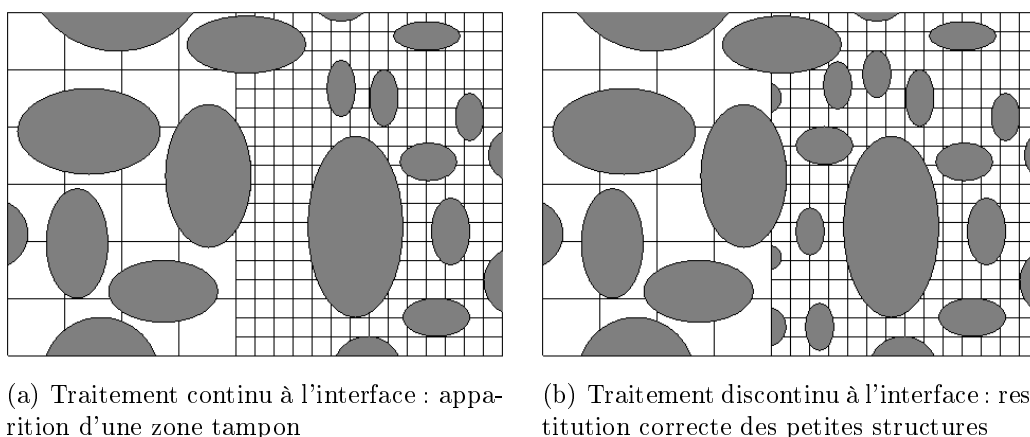 (a) Traitement continu à l'interface : appa-
rition d'une zone tampon
(b) Traitement discontinu à l'interface : res-
titution correcte des petites structures